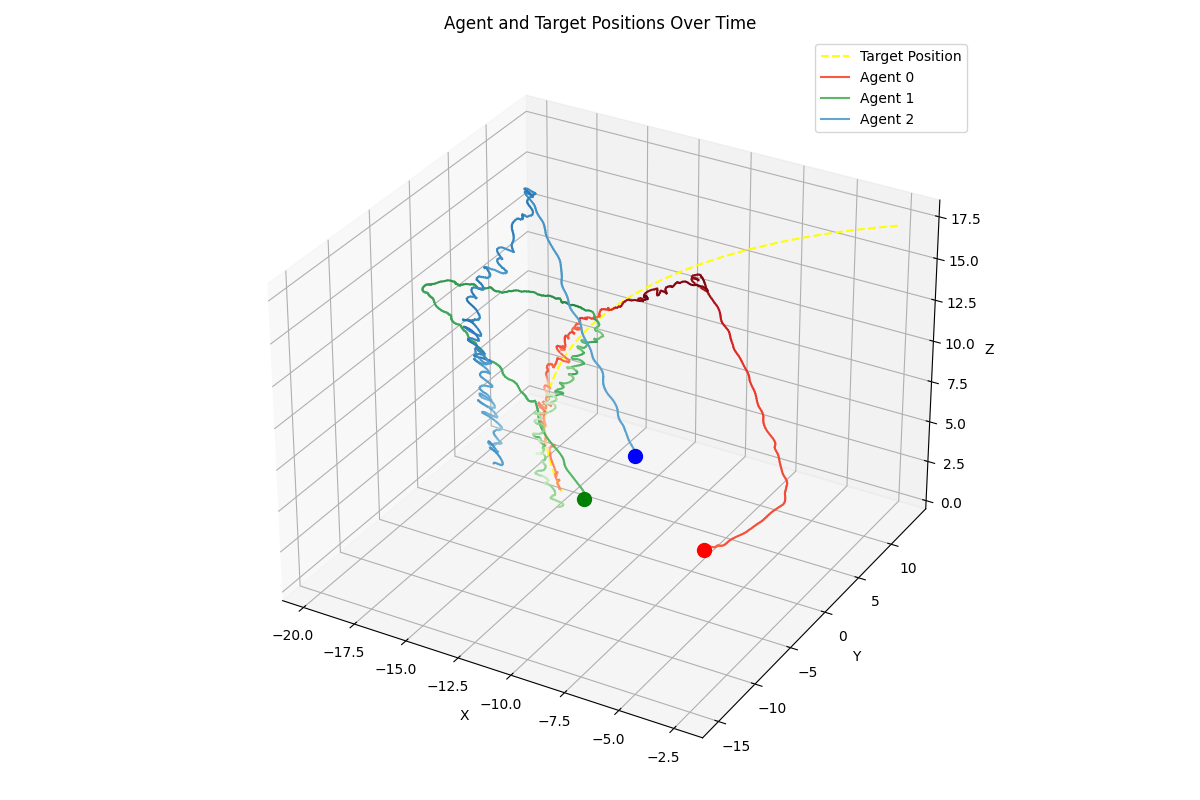 Agent and Target Positions Over Time
Target Position
Agent 0
Agent 1
Agent 2
17.5
15.0
12.5
10.0
7.5
5.0
2.5
0.0
Z
10
5
0
−5
−10
−15
Y
−20.0
−17.5
−15.0
−12.5
−10.0
−7.5
−5.0
−2.5
X